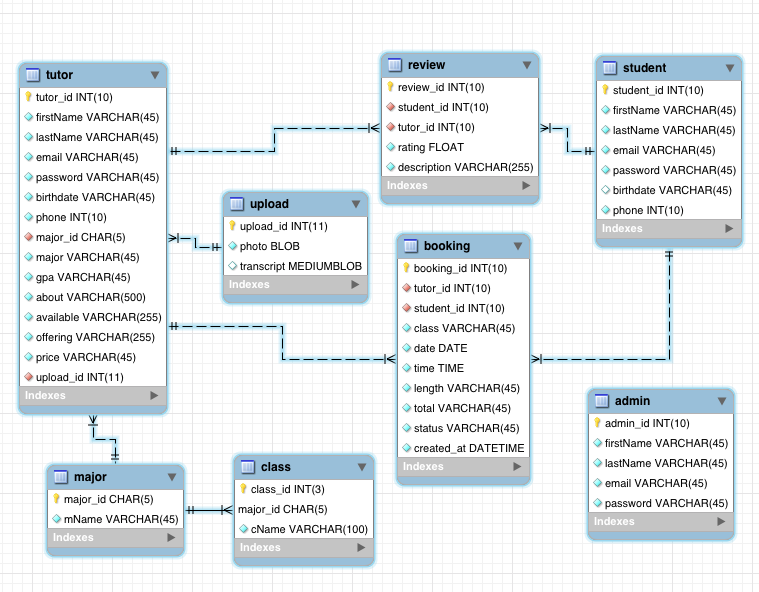 tutor
tutor_id INT(10)
firstName VARCHAR(45)
lastName VARCHAR(45)
email VARCHAR(45)
password VARCHAR(45)
birthdate VARCHAR(45)
phone INT(10)
major_id CHAR(5)
major VARCHAR(45)
gpa VARCHAR(45)
about VARCHAR(500)
available VARCHAR(255)
offering VARCHAR(255)
price VARCHAR(45)
upload_id INT(11)
Indexes
review
review_id INT(10)
student_id INT(10)
tutor_id INT(10)
rating FLOAT
description VARCHAR(255)
Indexes
student
student_id INT(10)
firstName VARCHAR(45)
lastName VARCHAR(45)
email VARCHAR(45)
password VARCHAR(45)
birthdate VARCHAR(45)
phone INT(10)
Indexes
upload
upload_id INT(11)
photo BLOB
transcript MEDIUMBLOB
Indexes
booking
booking_id INT(10)
tutor_id INT(10)
student_id INT(10)
class VARCHAR(45)
date DATE
time TIME
length VARCHAR(45)
total VARCHAR(45)
status VARCHAR(45)
created_at DATETIME
Indexes
admin
admin_id INT(10)
firstName VARCHAR(45)
lastName VARCHAR(45)
email VARCHAR(45)
password VARCHAR(45)
Indexes
major
major_id CHAR(5)
mName VARCHAR(45)
Indexes
class
class_id INT(3)
major_id CHAR(5)
cName VARCHAR(100)
Indexes